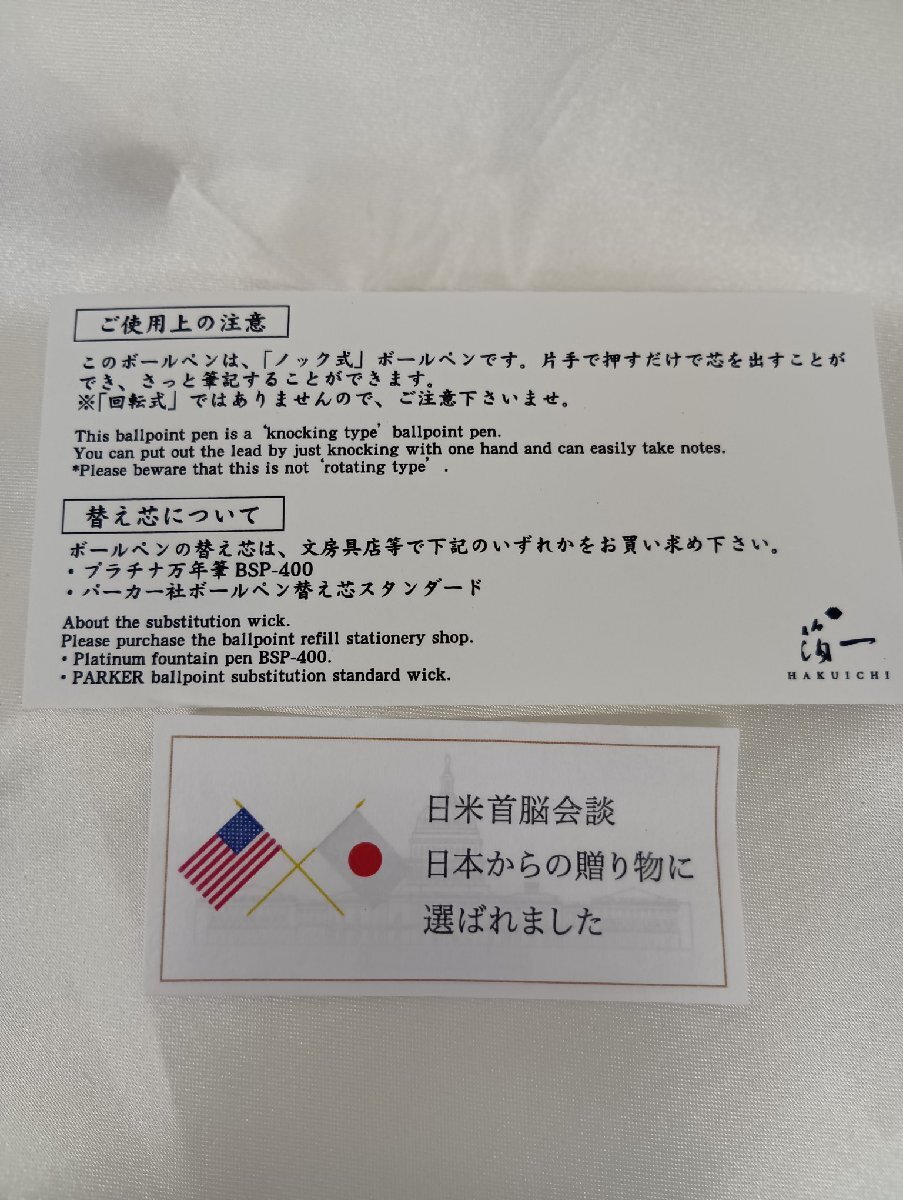 ご使用上の注意
このボールペンは、「ノック式」ボールペンです。片手で押すだけで芯を出すことが
でき、さっと筆記することができます。
※「回転式」ではありませんので、ご注意下さいませ。
This ballpoint pen is a ‘knocking type’ ballpoint pen.
You can put out the lead by just knocking with one hand and can easily take notes.
*Please beware that this is not ‘rotating type’ .
替え芯について
ボールペンの替え芯は、文房具店等で下記のいずれかをお買い求め下さい。
・プラチナ万年筆 BSP-400
・パーカー社ボールペン替え芯スタンダード
About the substitution wick.
Please purchase the ballpoint refill stationery shop.
・Platinum fountain pen BSP-400.
・PARKER ballpoint substitution standard wick.
箔一
HAKUICHI
日米首脳会談
日本からの贈り物に
選ばれました